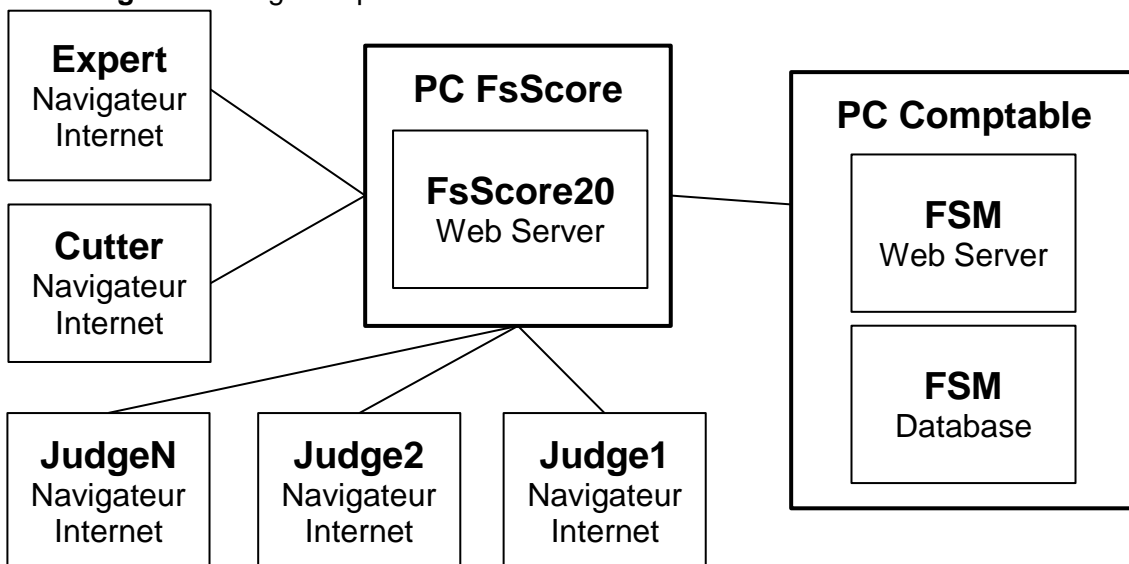 Expert
Navigateur
Internet
PC FsScore
FsScore20
Web Server
PC Comptable
FSM
Web Server
FSM
Database
Cutter
Navigateur
Internet
JudgeN
Navigateur
Internet
Judge2
Navigateur
Internet
Judge1
Navigateur
Internet